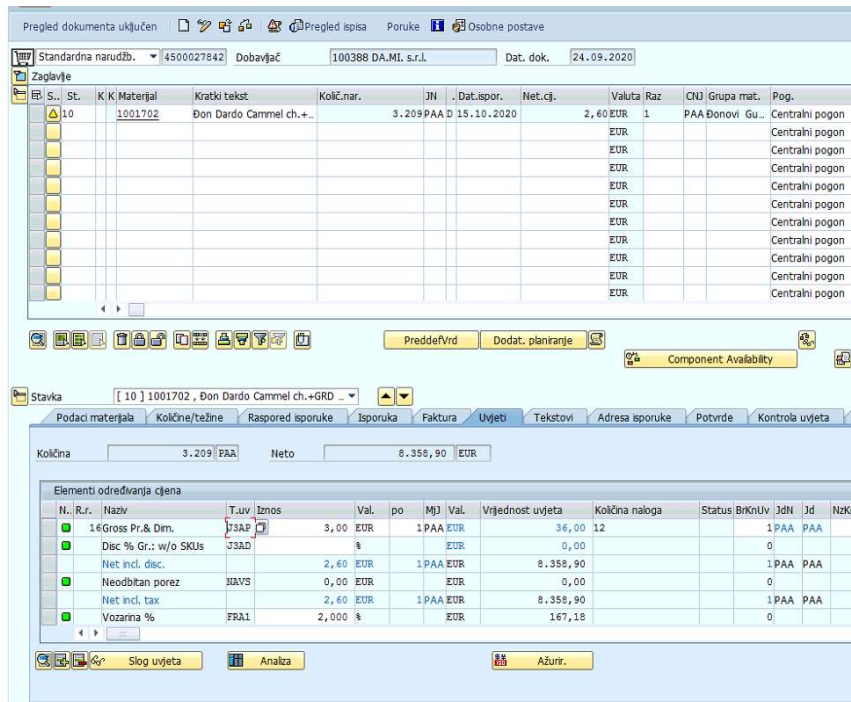 Pregled dokumenta uključen Pregled ispisa Poruke Osobne postave
Standardna narudžb. 4500027842 Dobavljač 100388 DA.MI. s.r.l. Dat. dok. 24.09.2020
Zaglavlje
S.. St. K K Materijal Kratki tekst Količ.nar. JN . Dat.ispor. Net.cij. Valuta Raz CNJ Grupa mat. Pog.
10 1001702 Đon Dardo Cammel ch.+… 3.209 PAA D 15.10.2020 2,60 EUR 1 PAA Đonovi Gu… Centralni pogon
EUR Centralni pogon
EUR Centralni pogon
EUR Centralni pogon
EUR Centralni pogon
EUR Centralni pogon
EUR Centralni pogon
EUR Centralni pogon
EUR Centralni pogon
EUR Centralni pogon
EUR Centralni pogon
PreddefVrd Dodat. planiranje
Component Availability
Stavka [ 10 ] 1001702 , Đon Dardo Cammel ch.+GRD …
Podaci materijala Količine/težine Raspored isporuke Isporuka Faktura Uvjeti Tekstovi Adresa isporuke Potvrde Kontrola uvjeta
Količina 3.209 PAA Neto 8.358,90 EUR
Elementi određivanja cijena
N.. R.r. Naziv T.uv Iznos Val. po MjJ Val. Vrijednost uvjeta Količina naloga Status BrKnUv JdN Jd NzK
16 Gross Pr.& Dim. J3AP 3,00 EUR 1 PAA EUR 36,00 12 1 PAA PAA
Disc % Gr.: w/o SKUs J3AD % EUR 0,00 0
Net incl. disc. 2,60 EUR 1 PAA EUR 8.358,90 1 PAA PAA
Neodbitan porez NAVS 0,00 EUR EUR 0,00 0
Net incl. tax 2,60 EUR 1 PAA EUR 8.358,90 1 PAA PAA
Vozarina % FRA1 2,000 % EUR 167,18 0
Slog uvjeta Analiza Ažurir.